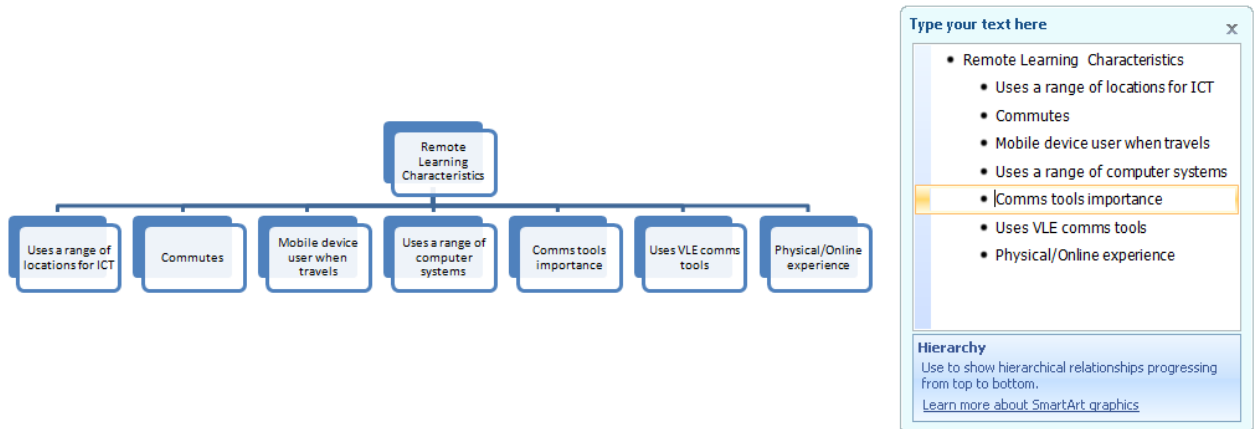 Remote
Learning
Characteristics
Uses a range of
locations for ICT
Commutes
Mobile device
user when
travels
Uses a range of
computer
systems
Comms tools
importance
Uses VLE comms
tools
Physical/Online
experience
Type your text here
x
Remote Learning Characteristics
Uses a range of locations for ICT
Commutes
Mobile device user when travels
Uses a range of computer systems
Comms tools importance
Uses VLE comms tools
Physical/Online experience
Hierarchy
Use to show hierarchical relationships progressing
from top to bottom.
Learn more about SmartArt graphics